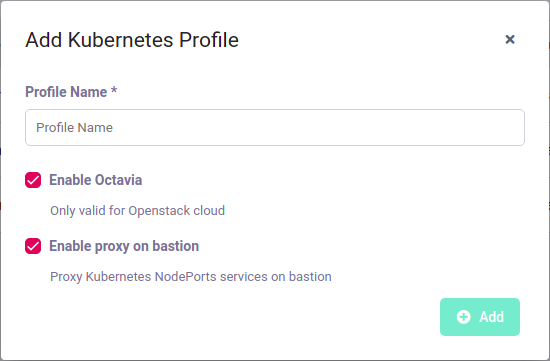 Add Kubernetes Profile
Profile Name *
Profile Name
Enable Octavia
Only valid for Openstack cloud
Enable proxy on bastion
Proxy Kubernetes NodePorts services on bastion
Add